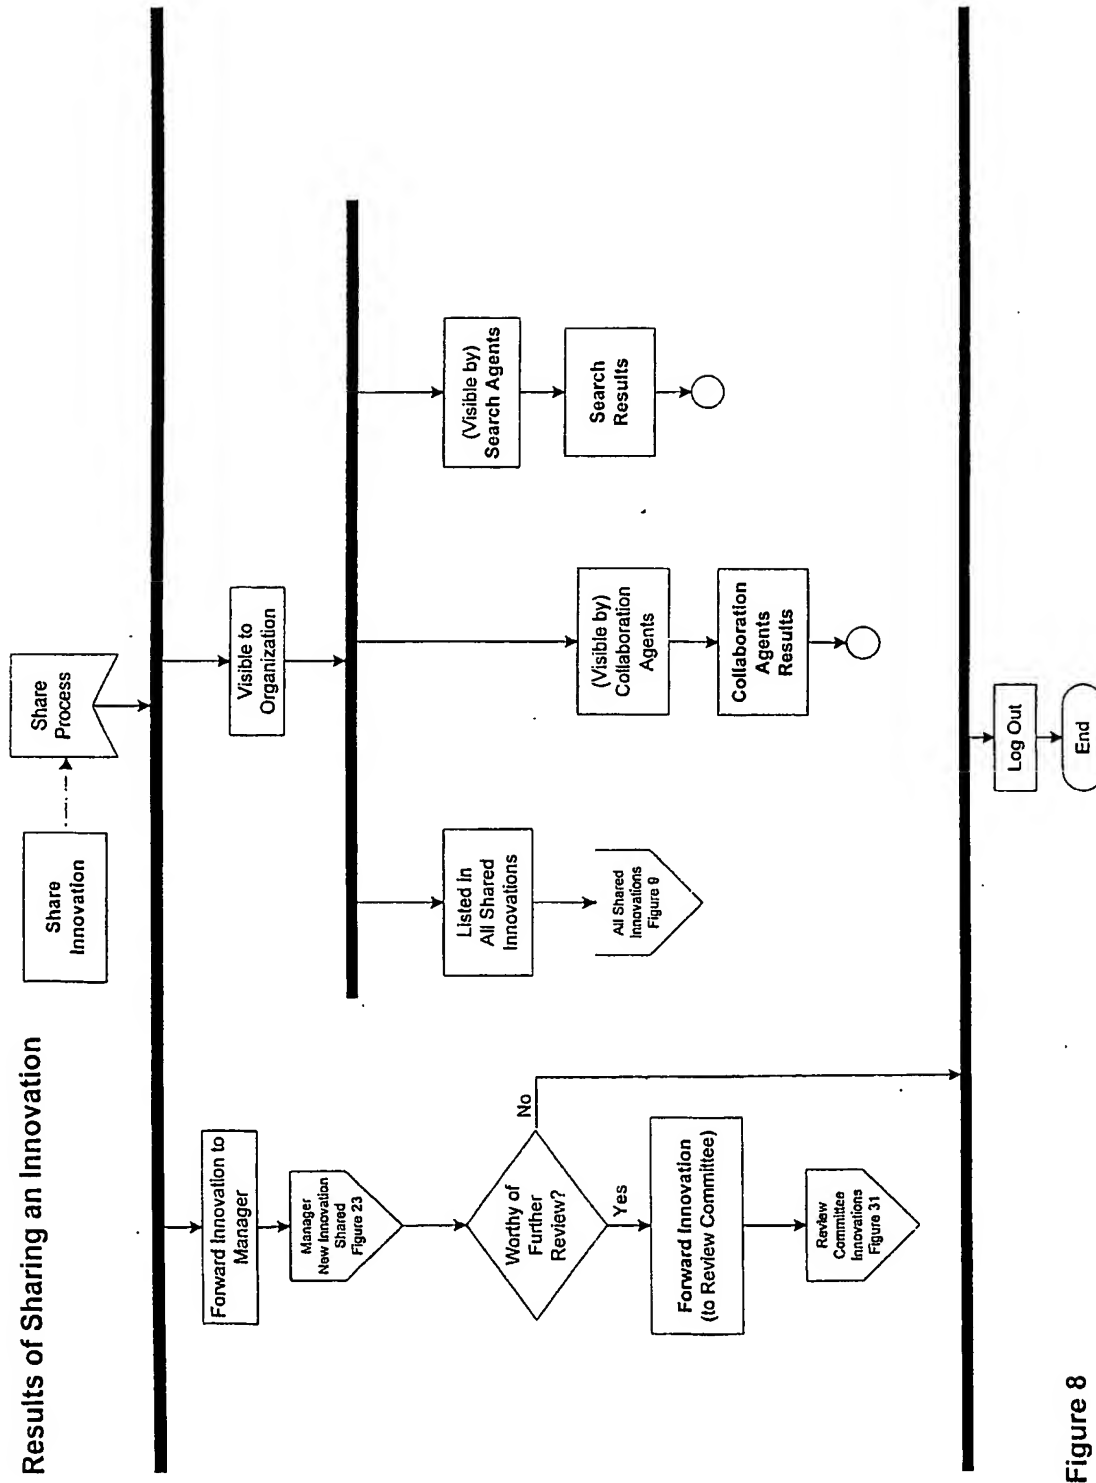 Results of Sharing an Innovation
Share
Innovation
Share
Process
Forward Innovation to
Manager
Manager
New Innovation
Shared
Figure 23
Worthy of
Further
Review?
No
Yes
Forward Innovation
(to Review Committee)
Review
Committee
Innovations
Figure 31
Visible to
Organization
Listed in
All Shared
Innovations
All Shared
Innovations
Figure 9
(Visible by)
Collaboration
Agents
Collaboration
Agents
Results
(Visible by)
Search Agents
Search
Results
Log Out
End
Figure 8